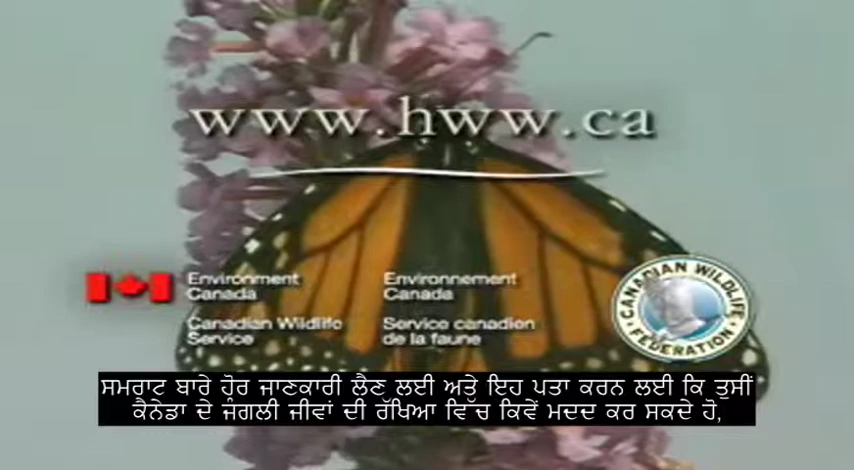 www.hww.ca
Environment
Canada
Environnement
Canada
Canadian Wildlife
Service
Service canadien
de la faune
CANADIAN WILDLIFE
FEDERATION
ਸਮਰਾਟ ਬਾਰੇ ਹੋਰ ਜਾਣਕਾਰੀ ਲੈਣ ਲਈ ਅਤੇ ਇਹ ਪਤਾ ਕਰਨ ਲਈ ਕਿ ਤੁਸੀਂ
ਕੈਨੇਡਾ ਦੇ ਜੰਗਲੀ ਜੀਵਾਂ ਦੀ ਰੱਖਿਆ ਵਿੱਚ ਕਿਵੇਂ ਮਦਦ ਕਰ ਸਕਦੇ ਹੋ,